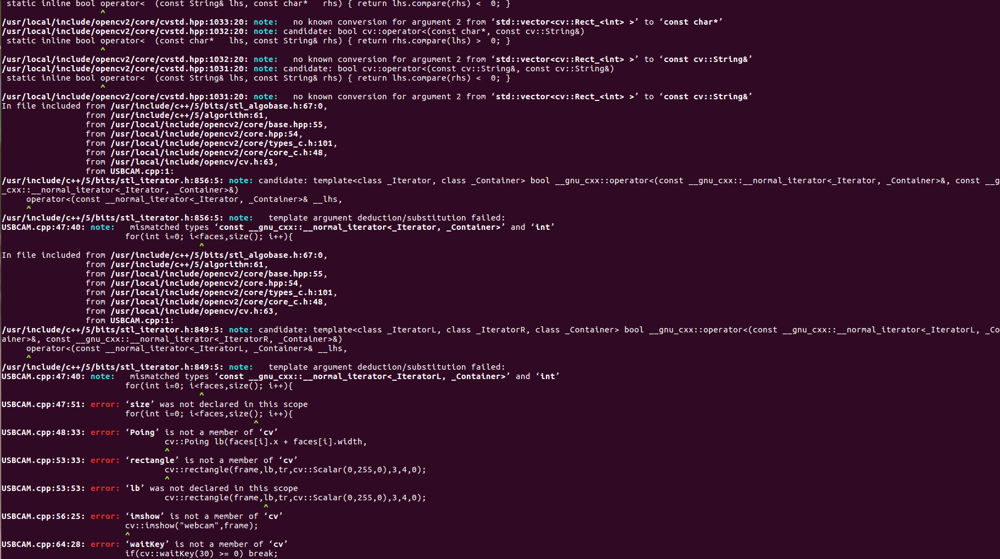 static inline bool operator<  (const String& lhs, const char*   rhs) { return lhs.compare(rhs) <  0; }
^
/usr/local/include/opencv2/core/cvstd.hpp:1033:20: note:   no known conversion for argument 2 from ‘std::vector<cv::Rect_<int> >’ to ‘const char*’
/usr/local/include/opencv2/core/cvstd.hpp:1032:20: note: candidate: bool cv::operator<(const char*, const cv::String&)
static inline bool operator<  (const char*   lhs, const String& rhs) { return rhs.compare(lhs) >  0; }
^
/usr/local/include/opencv2/core/cvstd.hpp:1032:20: note:   no known conversion for argument 2 from ‘std::vector<cv::Rect_<int> >’ to ‘const cv::String&’
/usr/local/include/opencv2/core/cvstd.hpp:1031:20: note: candidate: bool cv::operator<(const cv::String&, const cv::String&)
static inline bool operator<  (const String& lhs, const String& rhs) { return lhs.compare(rhs) <  0; }
^
/usr/local/include/opencv2/core/cvstd.hpp:1031:20: note:   no known conversion for argument 2 from ‘std::vector<cv::Rect_<int> >’ to ‘const cv::String&’
In file included from /usr/include/c++/5/bits/stl_algobase.h:67:0,
from /usr/include/c++/5/algorithm:61,
from /usr/local/include/opencv2/core/base.hpp:55,
from /usr/local/include/opencv2/core.hpp:54,
from /usr/local/include/opencv2/core/types_c.h:101,
from /usr/local/include/opencv2/core/core_c.h:48,
from /usr/local/include/opencv/cv.h:63,
from USBCAM.cpp:1:
/usr/include/c++/5/bits/stl_iterator.h:856:5: note: candidate: template<class _Iterator, class _Container> bool __gnu_cxx::operator<(const __gnu_cxx::__normal_iterator<_Iterator, _Container>&, const __g
_cxx::__normal_iterator<_Iterator, _Container>&)
operator<(const __normal_iterator<_Iterator, _Container>& __lhs,
^
/usr/include/c++/5/bits/stl_iterator.h:856:5: note:   template argument deduction/substitution failed:
USBCAM.cpp:47:40: note:   mismatched types ‘const __gnu_cxx::__normal_iterator<_Iterator, _Container>’ and ‘int’
for(int i=0; i<faces,size(); i++){
^
In file included from /usr/include/c++/5/bits/stl_algobase.h:67:0,
from /usr/include/c++/5/algorithm:61,
from /usr/local/include/opencv2/core/base.hpp:55,
from /usr/local/include/opencv2/core.hpp:54,
from /usr/local/include/opencv2/core/types_c.h:101,
from /usr/local/include/opencv2/core/core_c.h:48,
from /usr/local/include/opencv/cv.h:63,
from USBCAM.cpp:1:
/usr/include/c++/5/bits/stl_iterator.h:849:5: note: candidate: template<class _IteratorL, class _IteratorR, class _Container> bool __gnu_cxx::operator<(const __gnu_cxx::__normal_iterator<_IteratorL, _Co
ainer>&, const __gnu_cxx::__normal_iterator<_IteratorR, _Container>&)
operator<(const __normal_iterator<_IteratorL, _Container>& __lhs,
^
/usr/include/c++/5/bits/stl_iterator.h:849:5: note:   template argument deduction/substitution failed:
USBCAM.cpp:47:40: note:   mismatched types ‘const __gnu_cxx::__normal_iterator<_IteratorL, _Container>’ and ‘int’
for(int i=0; i<faces,size(); i++){
^
USBCAM.cpp:47:51: error: ‘size’ was not declared in this scope
for(int i=0; i<faces,size(); i++){
^
USBCAM.cpp:48:33: error: ‘Poing’ is not a member of ‘cv’
cv::Poing lb(faces[i].x + faces[i].width,
^
USBCAM.cpp:53:33: error: ‘rectangle’ is not a member of ‘cv’
cv::rectangle(frame,lb,tr,cv::Scalar(0,255,0),3,4,0);
^
USBCAM.cpp:53:53: error: ‘lb’ was not declared in this scope
cv::rectangle(frame,lb,tr,cv::Scalar(0,255,0),3,4,0);
^
USBCAM.cpp:56:25: error: ‘imshow’ is not a member of ‘cv’
cv::imshow("webcam",frame);
^
USBCAM.cpp:64:28: error: ‘waitKey’ is not a member of ‘cv’
if(cv::waitKey(30) >= 0) break;